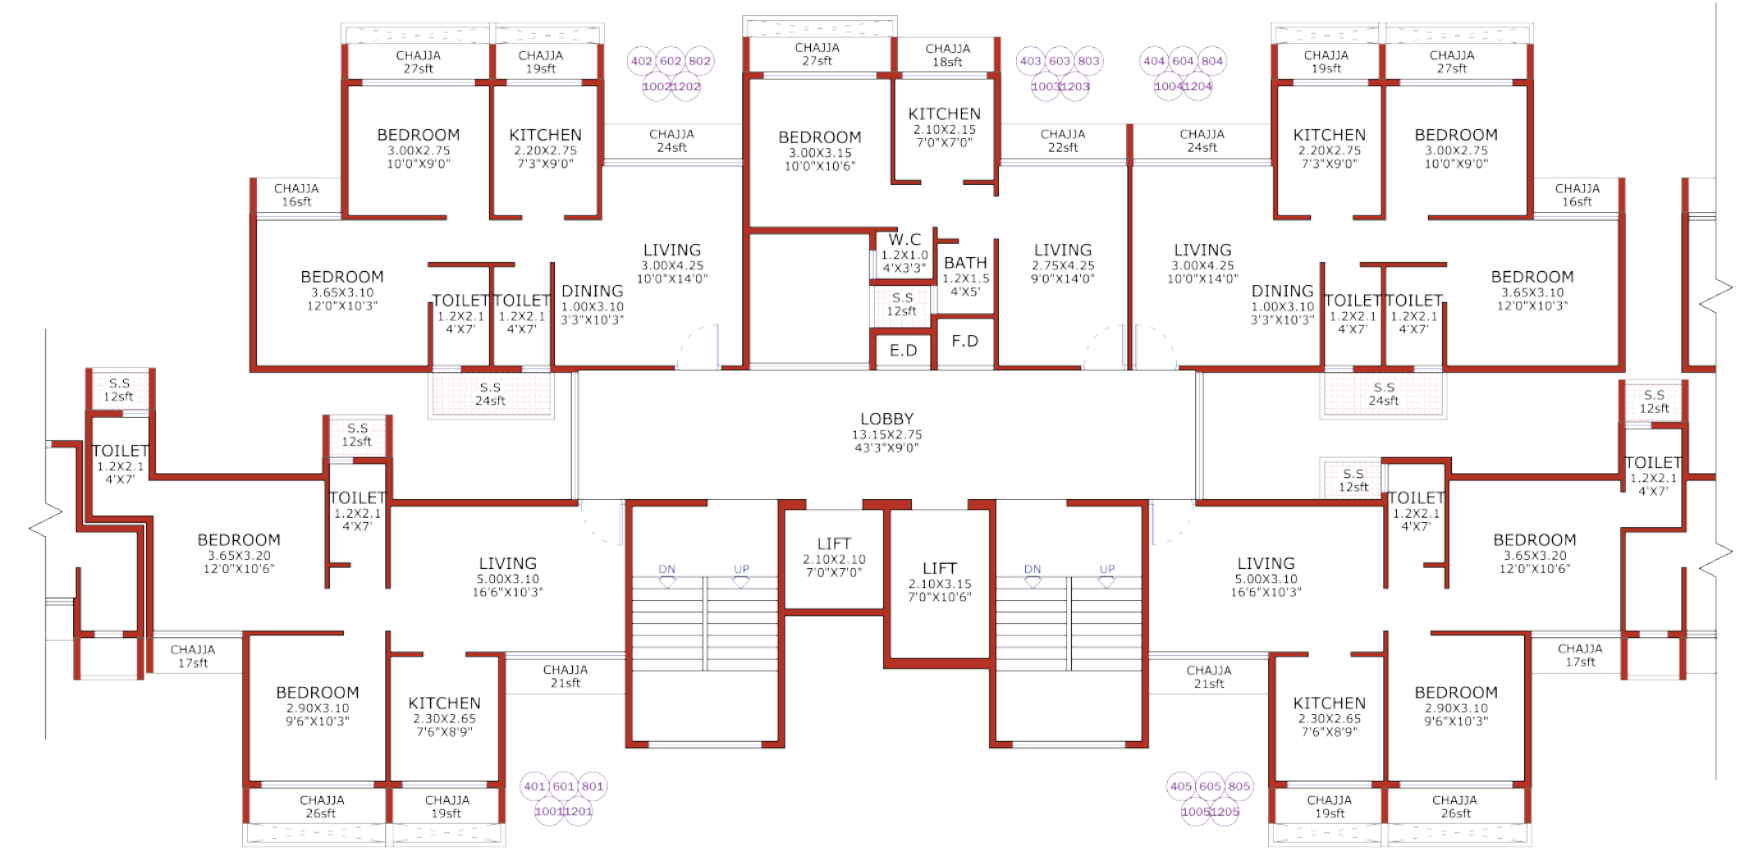 CHAJJA
27sft
CHAJJA
19sft
402 602 802
1002 1202
CHAJJA
27sft
CHAJJA
18sft
403 603 803
1003 1203
404 604 804
1004 1204
CHAJJA
19sft
CHAJJA
27sft
BEDROOM
3.00X2.75
10'0"X9'0"
KITCHEN
2.20X2.75
7'3"X9'0"
CHAJJA
24sft
BEDROOM
3.00X3.15
10'0"X10'6"
KITCHEN
2.10X2.15
7'0"X7'0"
CHAJJA
22sft
CHAJJA
24sft
KITCHEN
2.20X2.75
7'3"X9'0"
BEDROOM
3.00X2.75
10'0"X9'0"
CHAJJA
16sft
CHAJJA
16sft
BEDROOM
3.65X3.10
12'0"X10'3"
TOILET
1.2X2.1
4'X7'
TOILET
1.2X2.1
4'X7'
DINING
1.00X3.10
3'3"X10'3"
LIVING
3.00X4.25
10'0"X14'0"
W.C
1.2X1.0
4'X3'3"
BATH
1.2X1.5
4'X5'
S.S
12sft
E.D
F.D
LIVING
2.75X4.25
9'0"X14'0"
LIVING
3.00X4.25
10'0"X14'0"
DINING
1.00X3.10
3'3"X10'3"
TOILET
1.2X2.1
4'X7'
TOILET
1.2X2.1
4'X7'
BEDROOM
3.65X3.10
12'0"X10'3"
S.S
12sft
S.S
24sft
S.S
24sft
S.S
12sft
TOILET
1.2X2.1
4'X7'
S.S
12sft
LOBBY
13.15X2.75
43'3"X9'0"
S.S
12sft
TOILET
1.2X2.1
4'X7'
TOILET
1.2X2.1
4'X7'
TOILET
1.2X2.1
4'X7'
BEDROOM
3.65X3.20
12'0"X10'6"
LIVING
5.00X3.10
16'6"X10'3"
DN
UP
LIFT
2.10X2.10
7'0"X7'0"
LIFT
2.10X3.15
7'0"X10'6"
DN
UP
LIVING
5.00X3.10
16'6"X10'3"
BEDROOM
3.65X3.20
12'0"X10'6"
CHAJJA
17sft
CHAJJA
21sft
CHAJJA
21sft
CHAJJA
17sft
BEDROOM
2.90X3.10
9'6"X10'3"
KITCHEN
2.30X2.65
7'6"X8'9"
KITCHEN
2.30X2.65
7'6"X8'9"
BEDROOM
2.90X3.10
9'6"X10'3"
CHAJJA
26sft
CHAJJA
19sft
401 601 801
1001 1201
405 605 805
1005 1205
CHAJJA
19sft
CHAJJA
26sft